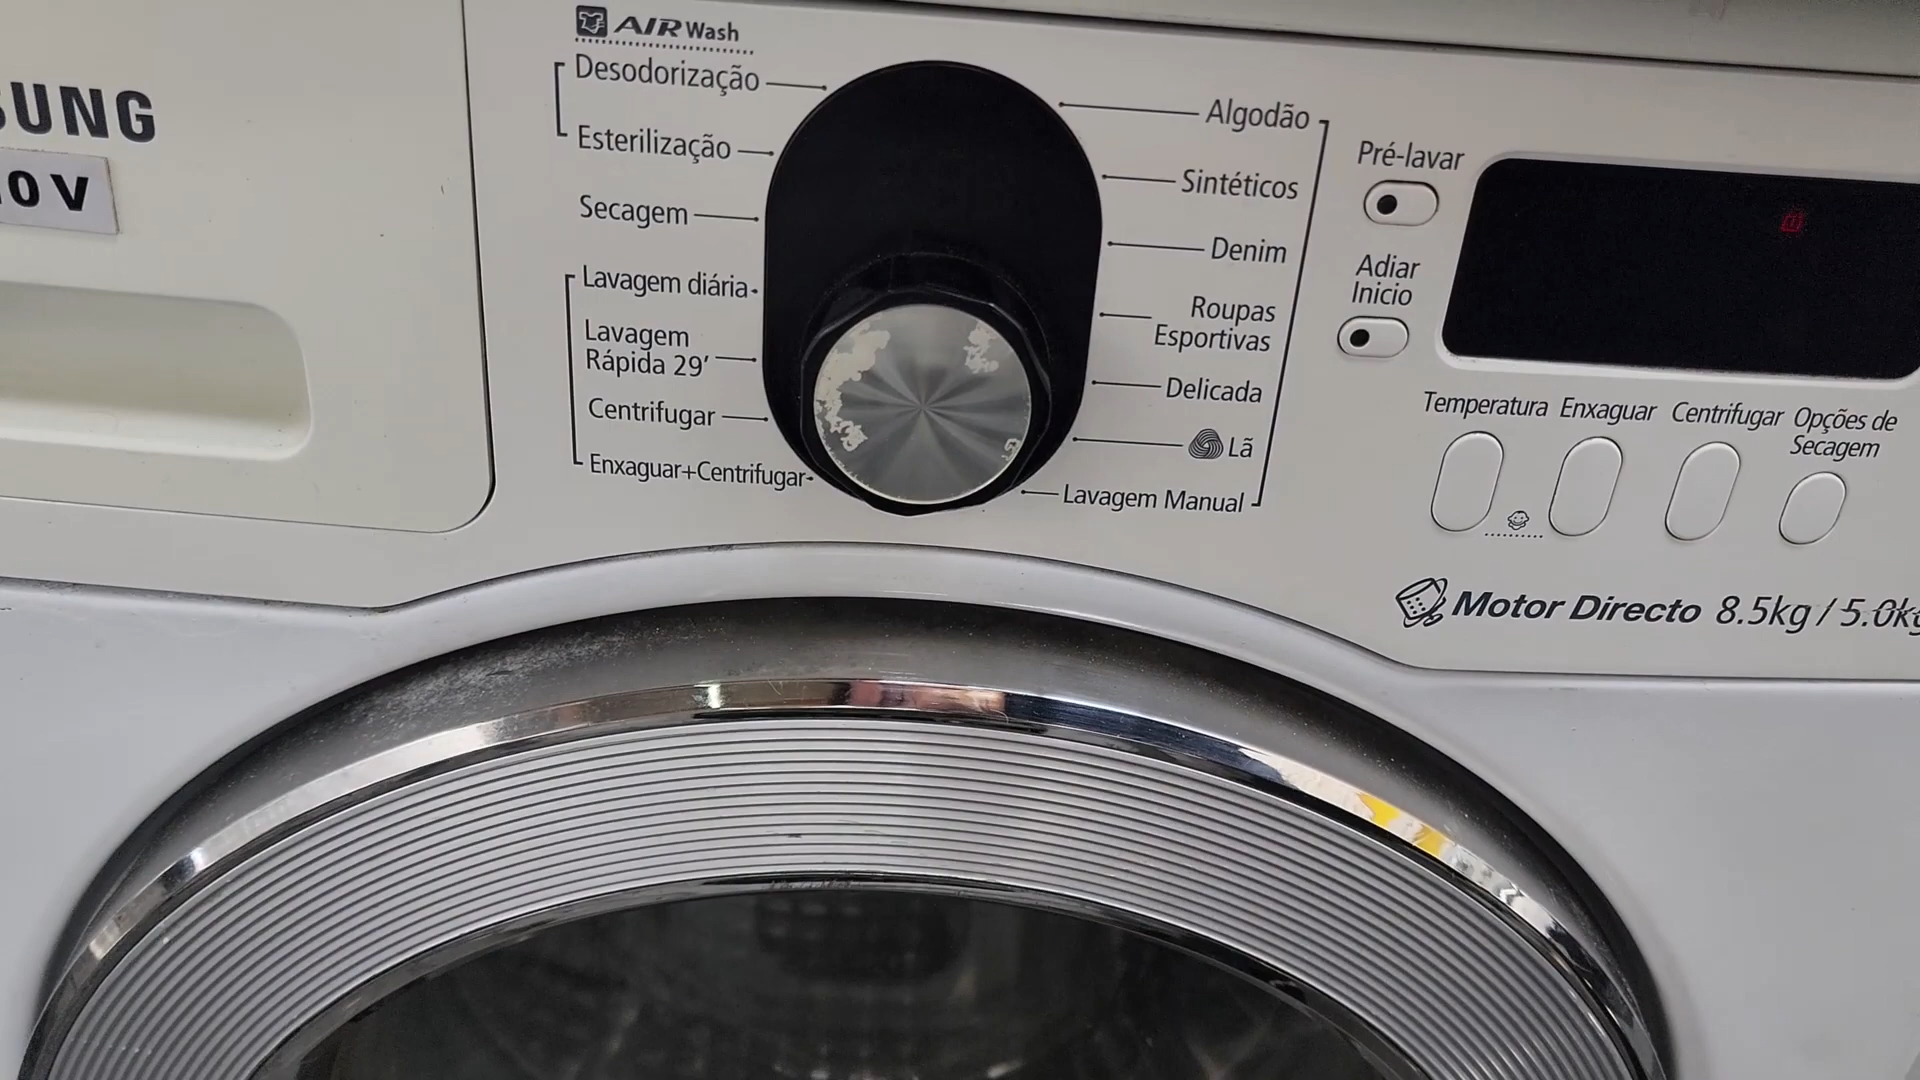 AIR Wash
Desodorização
Esterilização
Secagem
Lavagem diária
Lavagem
Rápida 29’
Centrifugar
Enxaguar+Centrifugar
Algodão
Sintéticos
Denim
Roupas
Esportivas
Delicada
Lã
Lavagem Manual
SUNG
0 V
Pré-lavar
Adiar
Inicio
Temperatura
Enxaguar
Centrifugar
Opções de
Secagem
Motor Directo 8.5kg / 5.0kg